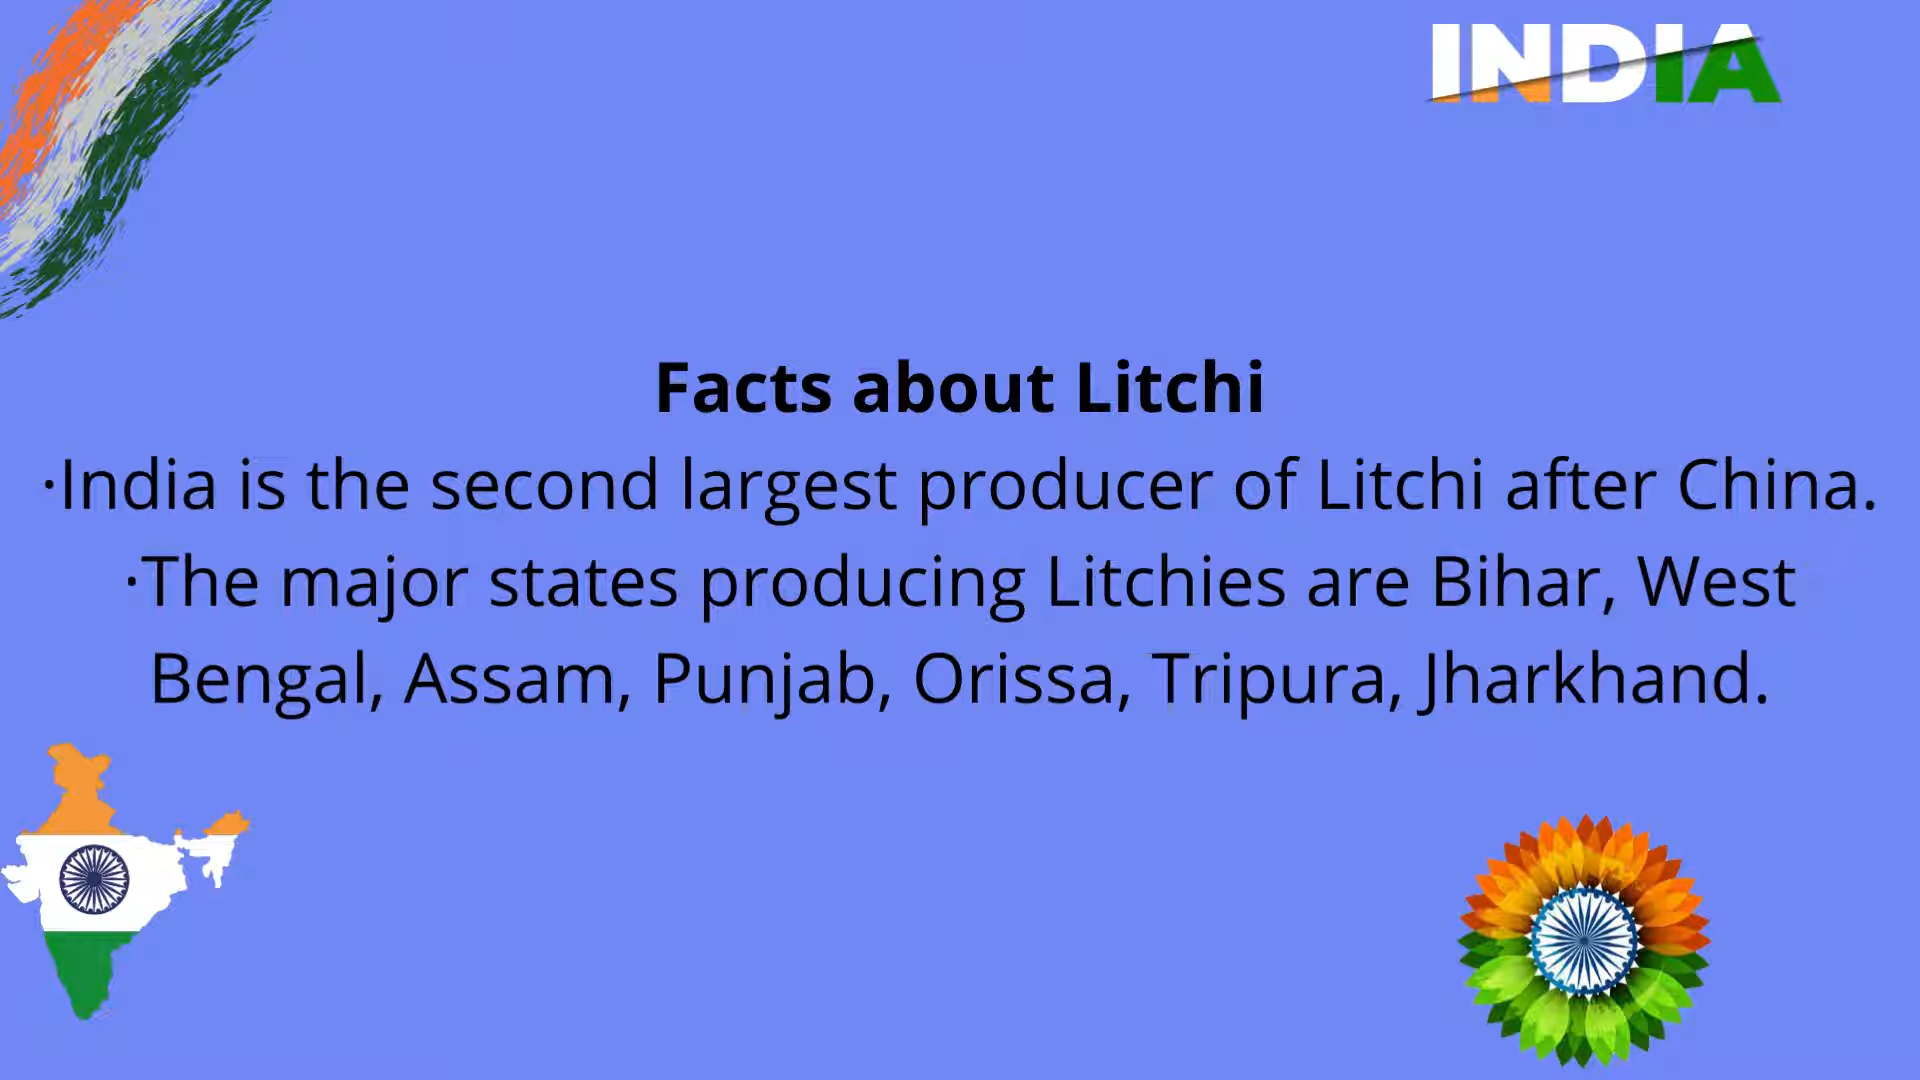 INDIA
Facts about Litchi
·India is the second largest producer of Litchi after China.
·The major states producing Litchies are Bihar, West
Bengal, Assam, Punjab, Orissa, Tripura, Jharkhand.